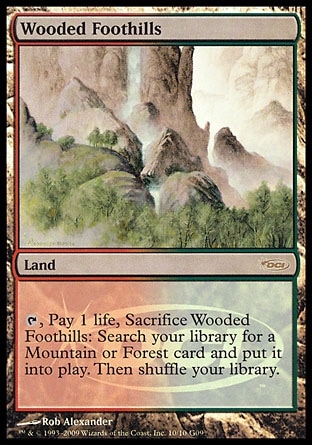 Wooded Foothills
Land
DCI
, Pay 1 life, Sacrifice Wooded
Foothills: Search your library for
a Mountain or Forest card and put it
into play. Then shuffle your library.
Rob Alexander
™ & © 1993–2009 Wizards of the Coast, Inc. 10/10 G09